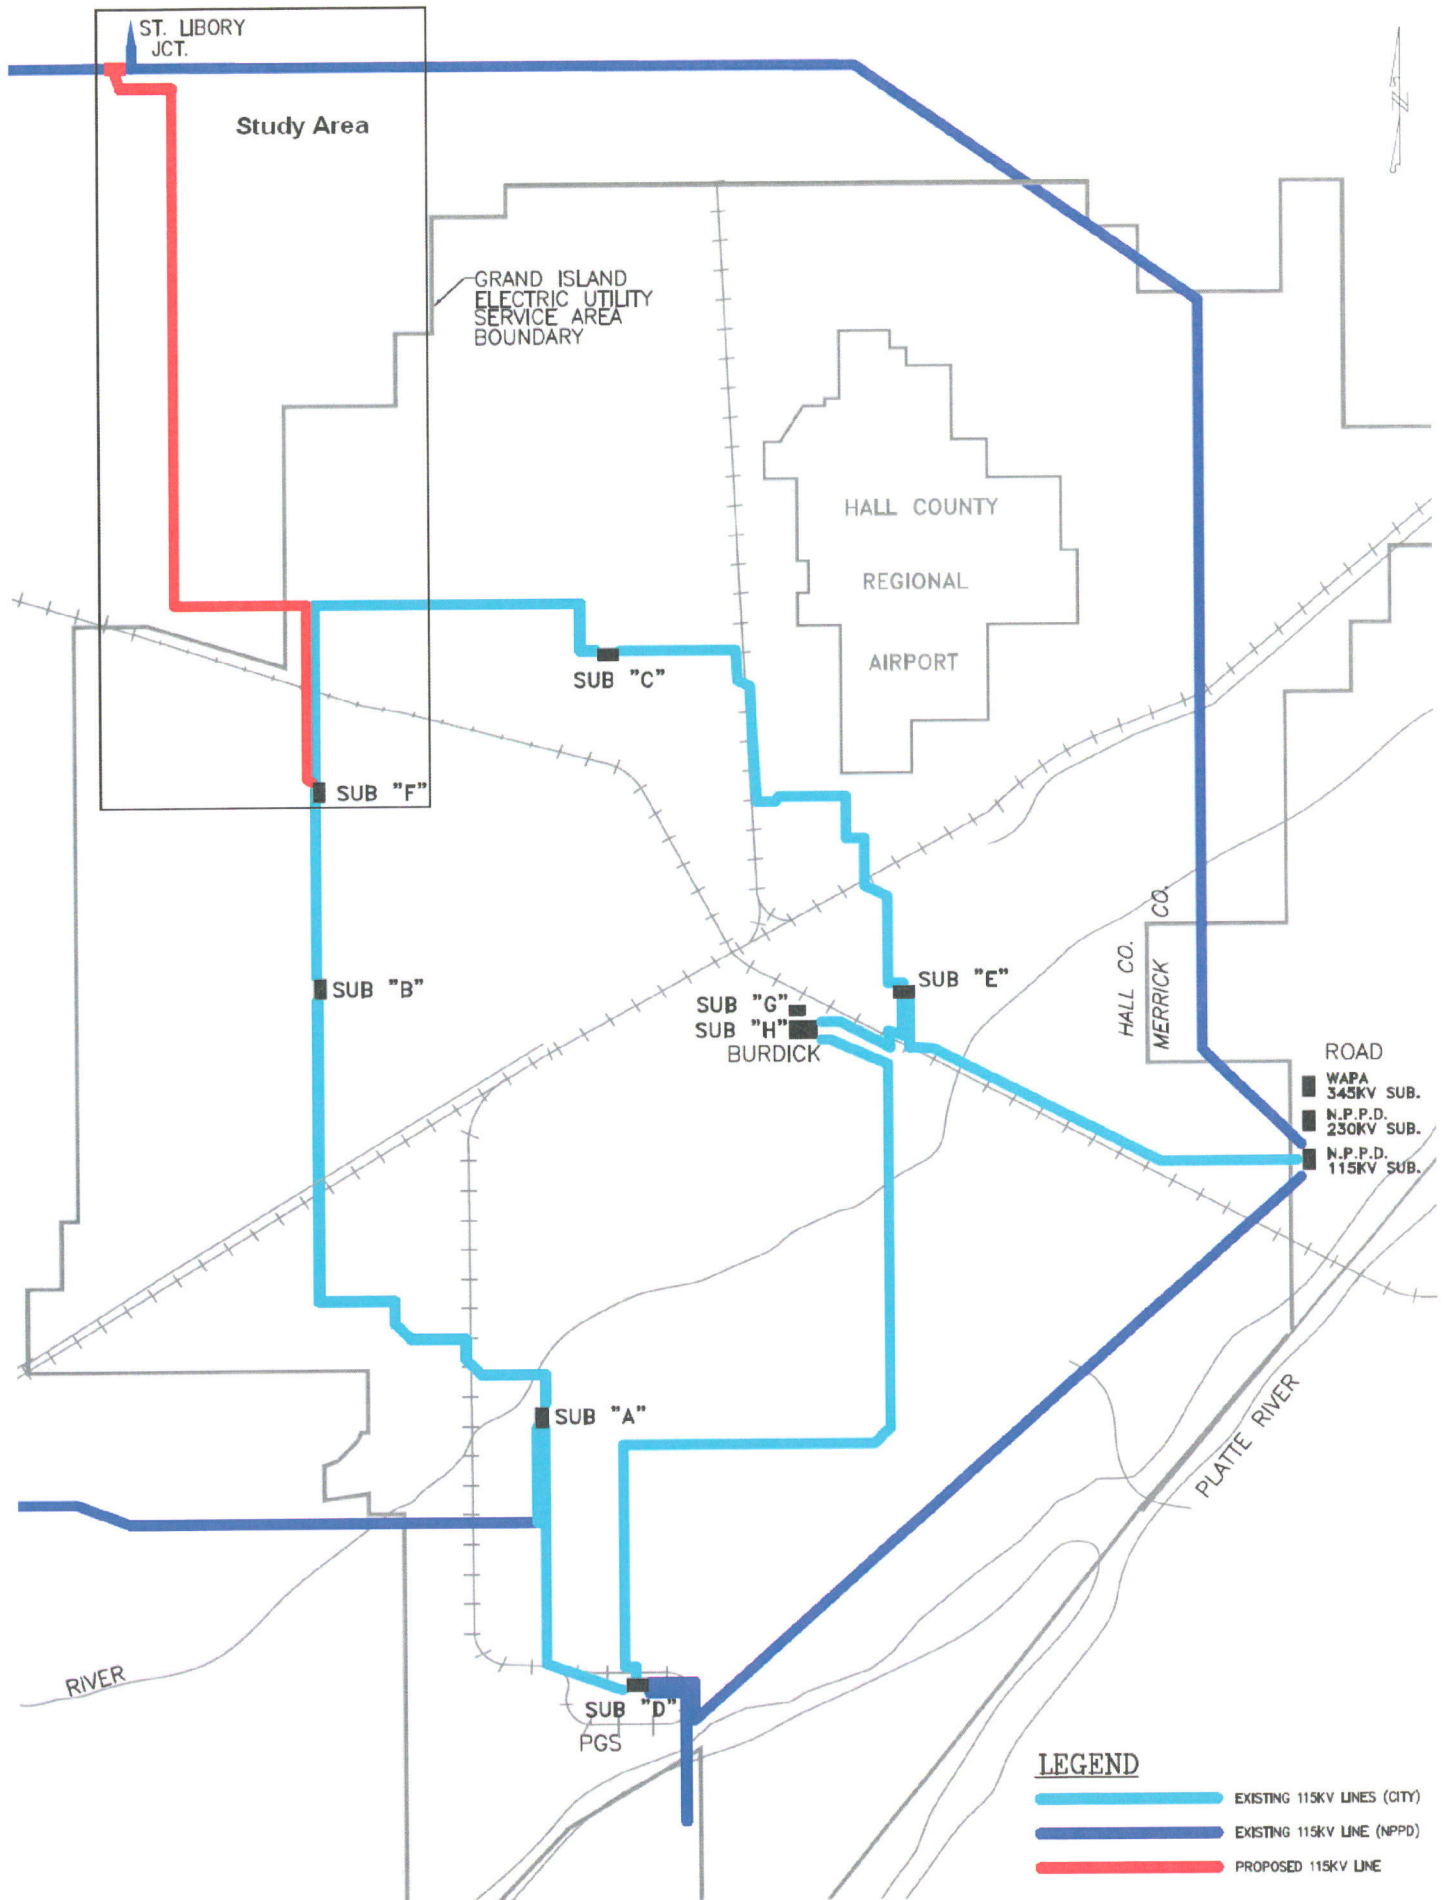 ST. LIBORY
JCT.
Study Area
GRAND ISLAND
ELECTRIC UTILITY
SERVICE AREA
BOUNDARY
HALL COUNTY
REGIONAL
AIRPORT
SUB "C"
SUB "F"
SUB "B"
SUB "E"
SUB "G"
SUB "H"
BURDICK
HALL CO.
MERRICK CO.
ROAD
WAPA
345KV SUB.
N.P.P.D.
230KV SUB.
N.P.P.D.
115KV SUB.
SUB "A"
PLATTE RIVER
RIVER
SUB "D"
PGS
LEGEND
EXISTING 115KV LINES (CITY)
EXISTING 115KV LINE (NPPD)
PROPOSED 115KV LINE